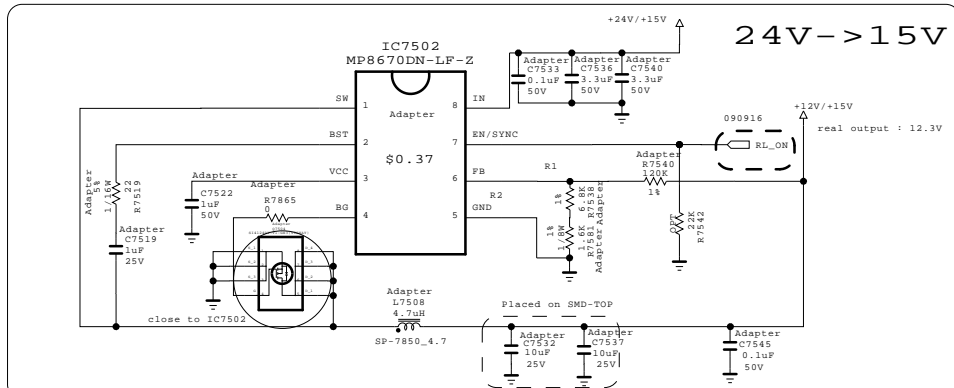 24V->15V
+24V/+15V
IC7502
MP8670DN-LF-Z
Adapter
C7533
0.1uF
50V
Adapter
C7536
3.3uF
50V
Adapter
C7540
3.3uF
50V
SW
1
8
IN
Adapter
BST
2
7
EN/SYNC
$0.37
VCC
3
6
FB
BG
4
5
GND
+12V/+15V
real output : 12.3V
090916
RL_ON
R1
Adapter
R7540
120K
1%
R2
1%
6.8K
R7538
Adapter
1%
1/8W
1.6K
R7581
Adapter
OPT
22K
R7542
Adapter
5%
1/16W
22
R7519
Adapter
C7519
1uF
25V
Adapter
C7522
1uF
50V
Adapter
R7865
0
close to IC7502
Adapter
L7508
4.7uH
SP-7850_4.7
Placed on SMD-TOP
Adapter
C7532
10uF
25V
Adapter
C7537
10uF
25V
Adapter
C7545
0.1uF
50V